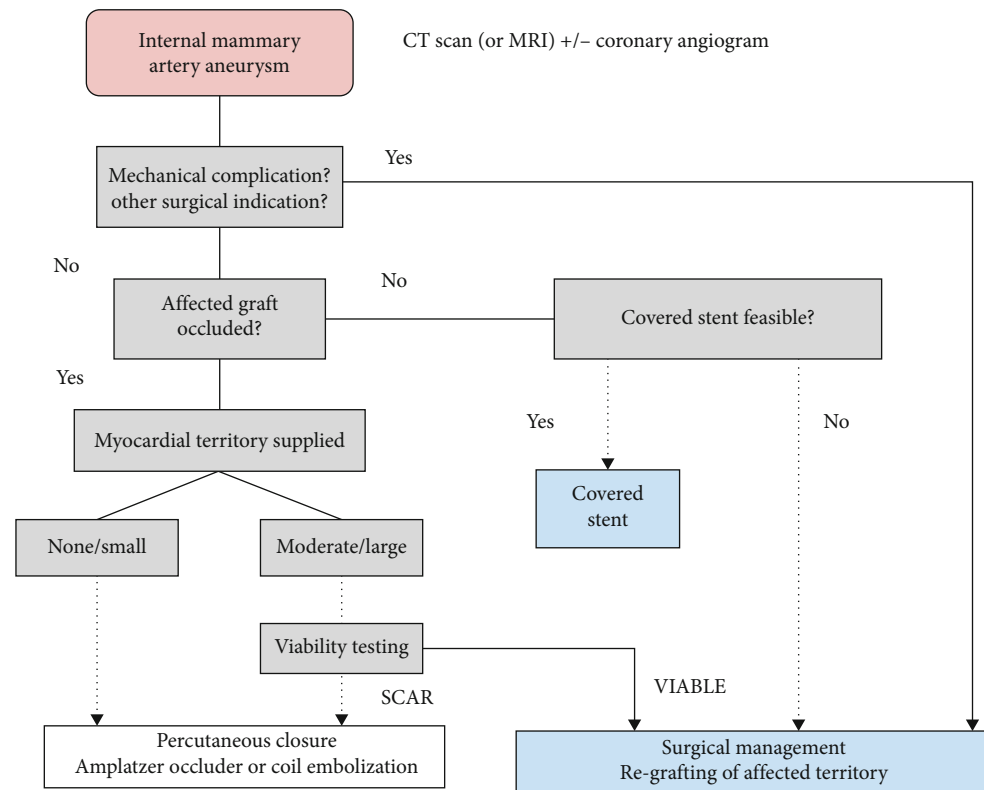 Internal mammary
artery aneurysm
CT scan (or MRI) +/– coronary angiogram
Mechanical complication?
other surgical indication?
Yes
No
Affected graft
occluded?
No
Covered stent feasible?
Yes
Myocardial territory supplied
Yes
No
Covered
stent
None/small
Moderate/large
Viability testing
SCAR
VIABLE
Percutaneous closure
Amplatzer occluder or coil embolization
Surgical management
Re-grafting of affected territory